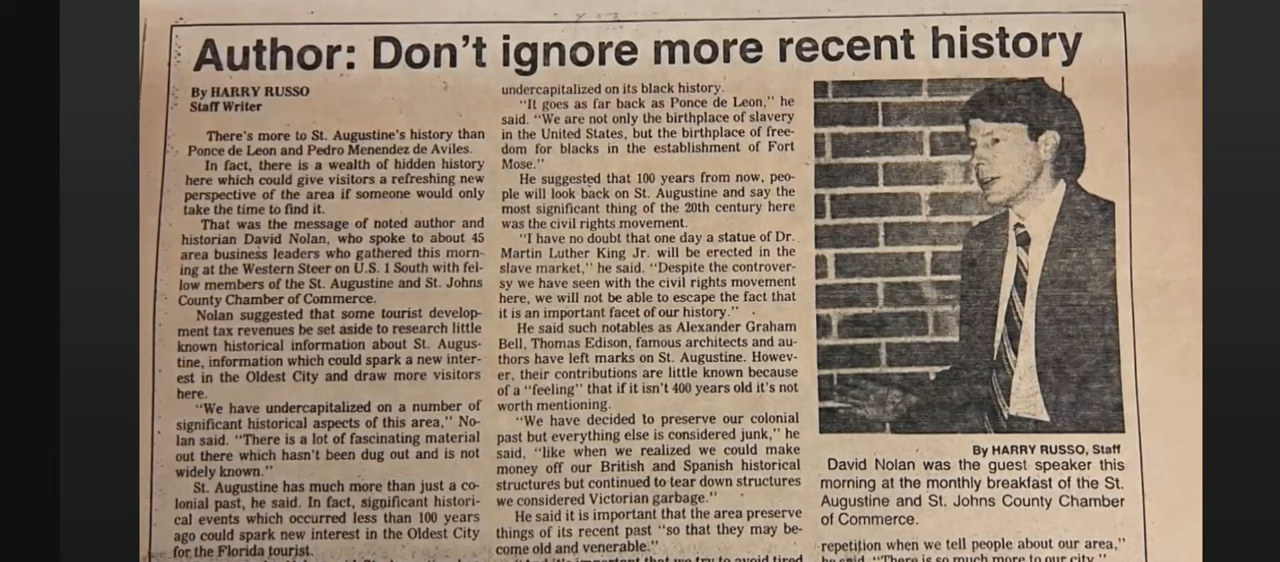 Author: Don't ignore more recent history
By HARRY RUSSO
Staff Writer
There's more to St. Augustine's history than
Ponce de Leon and Pedro Menendez de Aviles.
In fact, there is a wealth of hidden history
here which could give visitors a refreshing new
perspective of the area if someone would only
take the time to find it.
That was the message of noted author and
historian David Nolan, who spoke to about 45
area business leaders who gathered this morn-
ing at the Western Steer on U.S. 1 South with fel-
low members of the St. Augustine and St. Johns
County Chamber of Commerce.
Nolan suggested that some tourist develop-
ment tax revenues be set aside to research little
known historical information about St. Augus-
tine, information which could spark a new inter-
est in the Oldest City and draw more visitors
here.
"We have undercapitalized on a number of
significant historical aspects of this area," No-
lan said. "There is a lot of fascinating material
out there which hasn't been dug out and is not
widely known."
St. Augustine has much more than just a co-
lonial past, he said. In fact, significant histori-
cal events which occurred less than 100 years
ago could spark new interest in the Oldest City
for the Florida tourist.
undercapitalized on its black history.
"It goes as far back as Ponce de Leon," he
said. "We are not only the birthplace of slavery
in the United States, but the birthplace of free-
dom for blacks in the establishment of Fort
Mose."
He suggested that 100 years from now, peo-
ple will look back on St. Augustine and say the
most significant thing of the 20th century here
was the civil rights movement.
"I have no doubt that one day a statue of Dr.
Martin Luther King Jr. will be erected in the
slave market," he said. "Despite the controver-
sy we have seen with the civil rights movement
here, we will not be able to escape the fact that
it is an important facet of our history."
He said such notables as Alexander Graham
Bell, Thomas Edison, famous architects and au-
thors have left marks on St. Augustine. Howev-
er, their contributions are little known because
of a "feeling" that if it isn't 400 years old it's not
worth mentioning.
"We have decided to preserve our colonial
past but everything else is considered junk," he
said, "like when we realized we could make
money off our British and Spanish historical
structures but continued to tear down structures
we considered Victorian garbage."
He said it is important that the area preserve
things of its recent past "so that they may be-
come old and venerable."
By HARRY RUSSO, Staff
David Nolan was the guest speaker this
morning at the monthly breakfast of the St.
Augustine and St. Johns County Chamber
of Commerce.
repetition when we tell people about our area,"
he said. "There is so much more to our city."